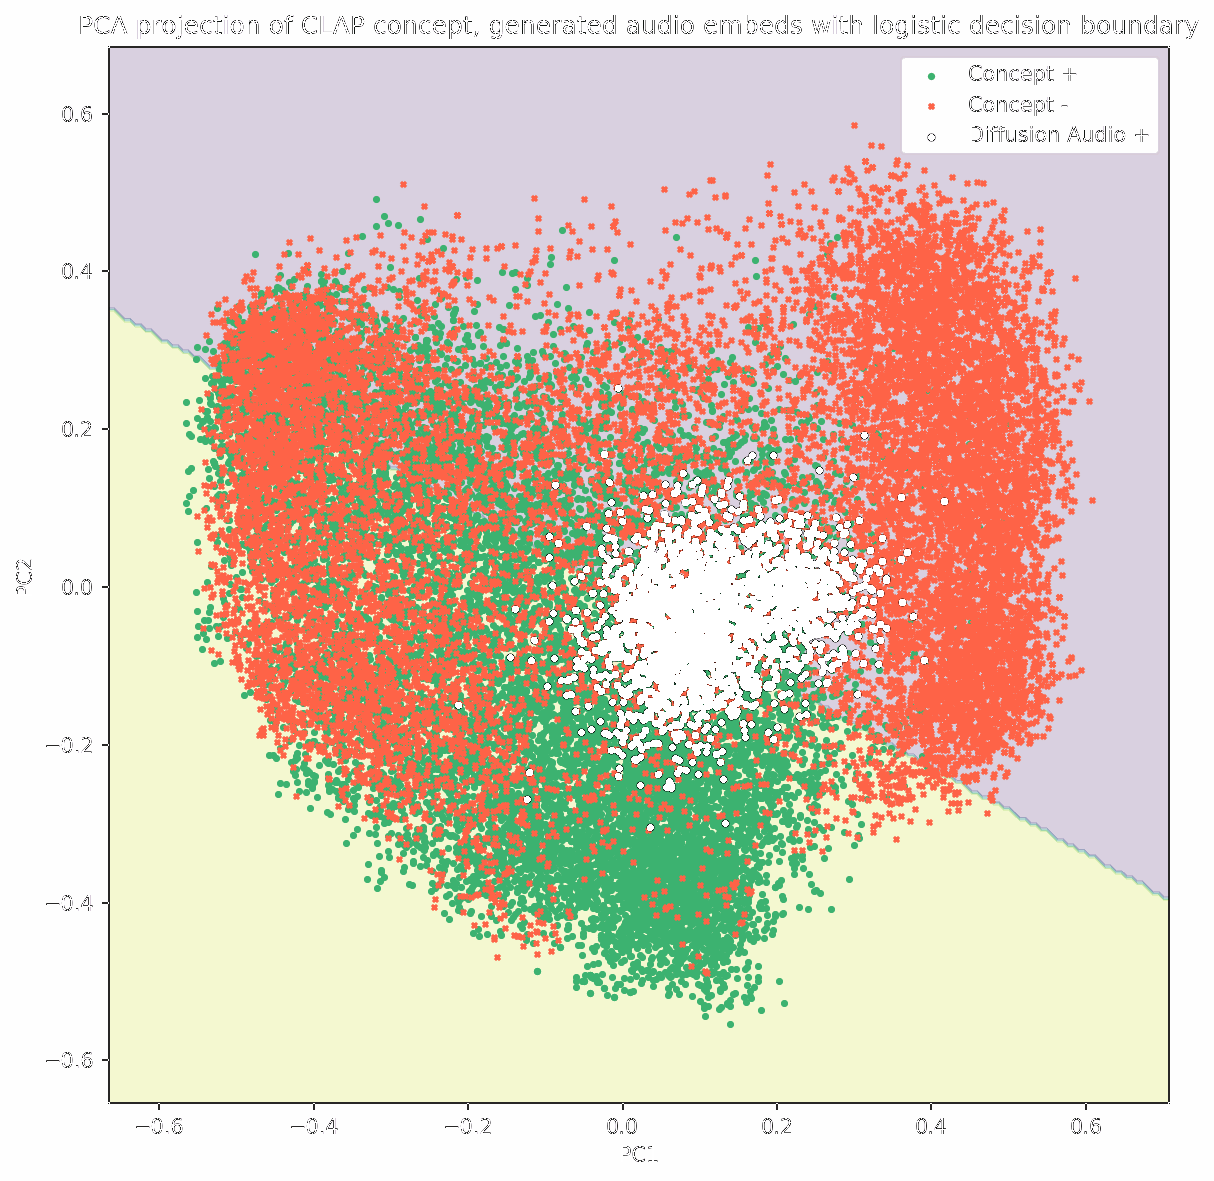 PCA projection of CLAP concept, generated audio embeds with logistic decision boundary
Concept +
Concept -
Diffusion Audio +
0.6
0.4
0.2
0.0
−0.2
−0.4
−0.6
PC2
−0.6
−0.4
−0.2
0.0
0.2
0.4
0.6
PC1